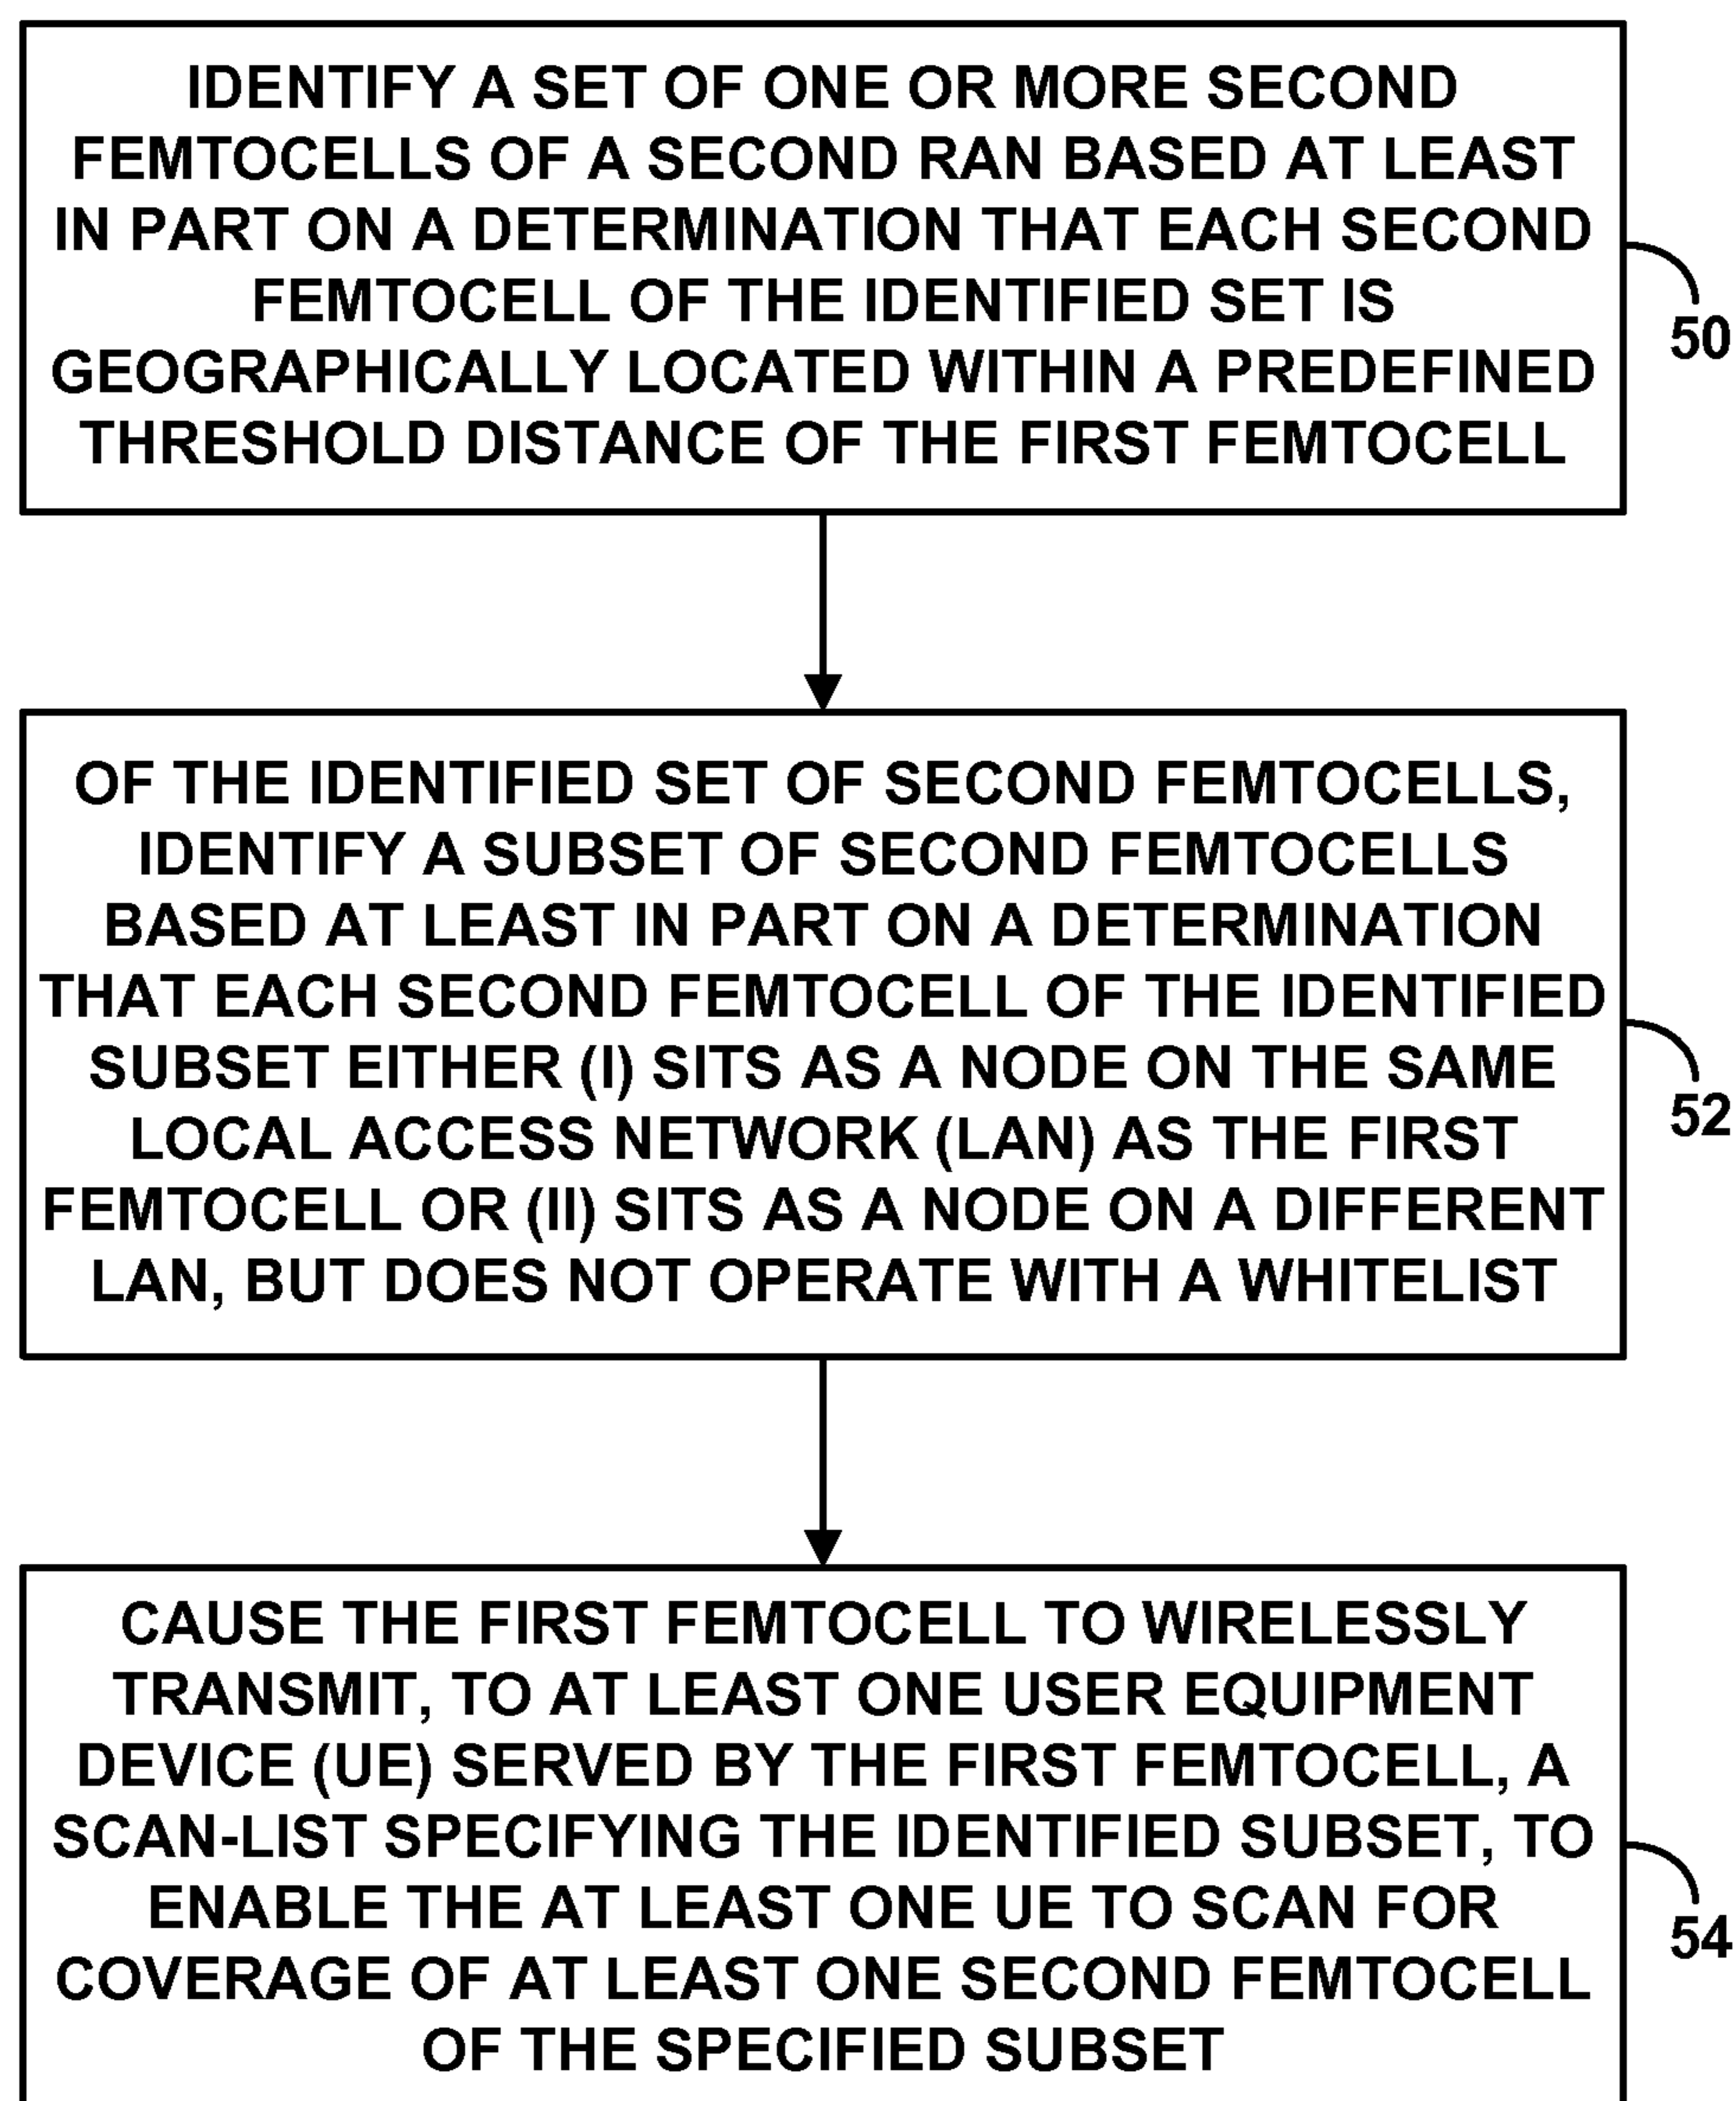 IDENTIFY A SET OF ONE OR MORE SECOND
FEMTOCELLS OF A SECOND RAN BASED AT LEAST
IN PART ON A DETERMINATION THAT EACH SECOND
FEMTOCELL OF THE IDENTIFIED SET IS
GEOGRAPHICALLY LOCATED WITHIN A PREDEFINED
THRESHOLD DISTANCE OF THE FIRST FEMTOCELL
50
OF THE IDENTIFIED SET OF SECOND FEMTOCELLS,
IDENTIFY A SUBSET OF SECOND FEMTOCELLS
BASED AT LEAST IN PART ON A DETERMINATION
THAT EACH SECOND FEMTOCELL OF THE IDENTIFIED
SUBSET EITHER (I) SITS AS A NODE ON THE SAME
LOCAL ACCESS NETWORK (LAN) AS THE FIRST
FEMTOCELL OR (II) SITS AS A NODE ON A DIFFERENT
LAN, BUT DOES NOT OPERATE WITH A WHITELIST
52
CAUSE THE FIRST FEMTOCELL TO WIRELESSLY
TRANSMIT, TO AT LEAST ONE USER EQUIPMENT
DEVICE (UE) SERVED BY THE FIRST FEMTOCELL, A
SCAN-LIST SPECIFYING THE IDENTIFIED SUBSET, TO
ENABLE THE AT LEAST ONE UE TO SCAN FOR
COVERAGE OF AT LEAST ONE SECOND FEMTOCELL
OF THE SPECIFIED SUBSET
54